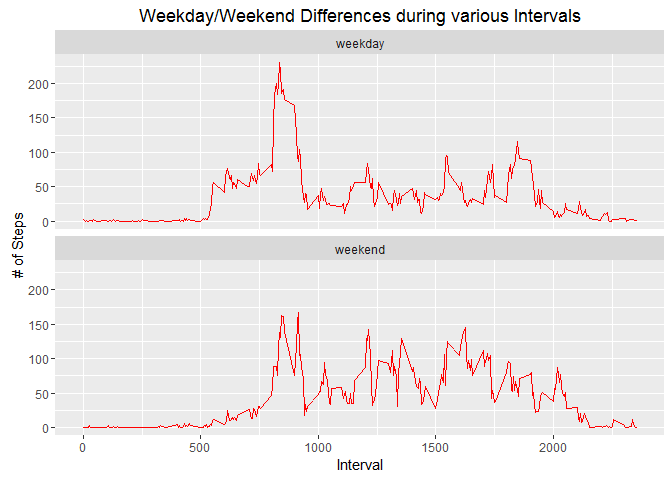 Weekday/Weekend Differences during various Intervals
weekday
200
150
100
50
0
# of Steps
weekend
200
150
100
50
0
0 500 1000 1500 2000
Interval